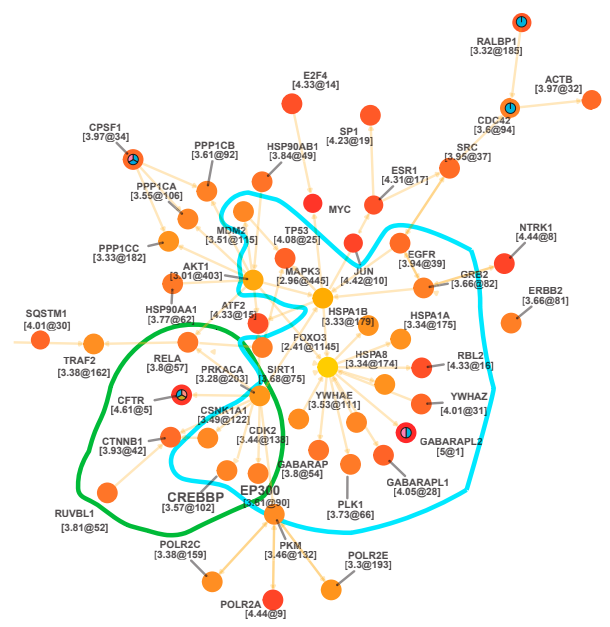 RALBP1
[3.32@185]
E2F4
[4.33@14]
ACTB
[3.97@32]
CPSF1
[3.97@34]
PPP1CB
[3.61@92]
HSP90AB1
[3.84@49]
SP1
[4.23@19]
CDC42
[3.6@94]
SRC
[3.95@37]
ESR1
[4.31@17]
PPP1CA
[3.55@106]
MYC
MDM2
[3.51@115]
TP53
[4.08@25]
NTRK1
[4.44@8]
PPP1CC
[3.33@182]
AKT1
[3.01@403]
MAPK3
[2.96@445]
JUN
[4.42@10]
EGFR
[3.94@39]
GRB2
[3.66@82]
ERBB2
[3.66@81]
SQSTM1
[4.01@30]
HSP90AA1
[3.77@62]
ATF2
[4.33@15]
HSPA1B
[3.33@179]
HSPA1A
[3.34@175]
TRAF2
[3.38@162]
RELA
[3.8@57]
FOXO3
[2.41@1145]
HSPA8
[3.34@174]
RBL2
[4.33@16]
PRKACA
[3.28@203]
SIRT1
[3.68@75]
CFTR
[4.61@5]
CSNK1A1
[3.49@122]
YWHAE
[3.53@111]
YWHAZ
[4.01@31]
CTNNB1
[3.93@42]
CDK2
[3.44@138]
GABARAPL2
[5@1]
GABARAP
[3.8@54]
GABARAPL1
[4.05@28]
RUVBL1
[3.81@52]
CREBBP
[3.57@102]
EP300
[3.61@90]
PLK1
[3.73@66]
POLR2C
[3.38@159]
PKM
[3.46@132]
POLR2E
[3.3@193]
POLR2A
[4.44@9]